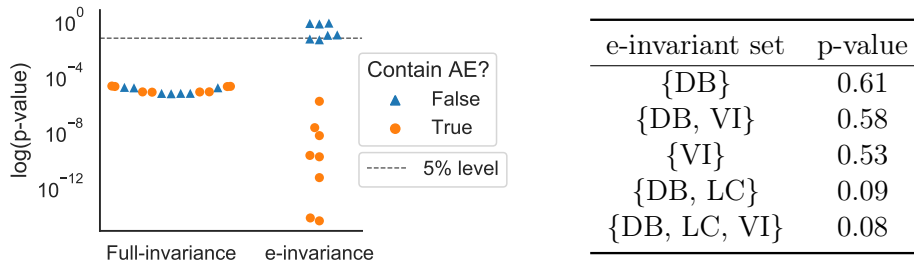 log(p-value)
10⁰
10⁻⁴
10⁻⁸
10⁻¹²
Full-invariance
e-invariance
Contain AE?
False
True
5% level
e-invariant set p-value
{DB} 0.61
{DB, VI} 0.58
{VI} 0.53
{DB, LC} 0.09
{DB, LC, VI} 0.08